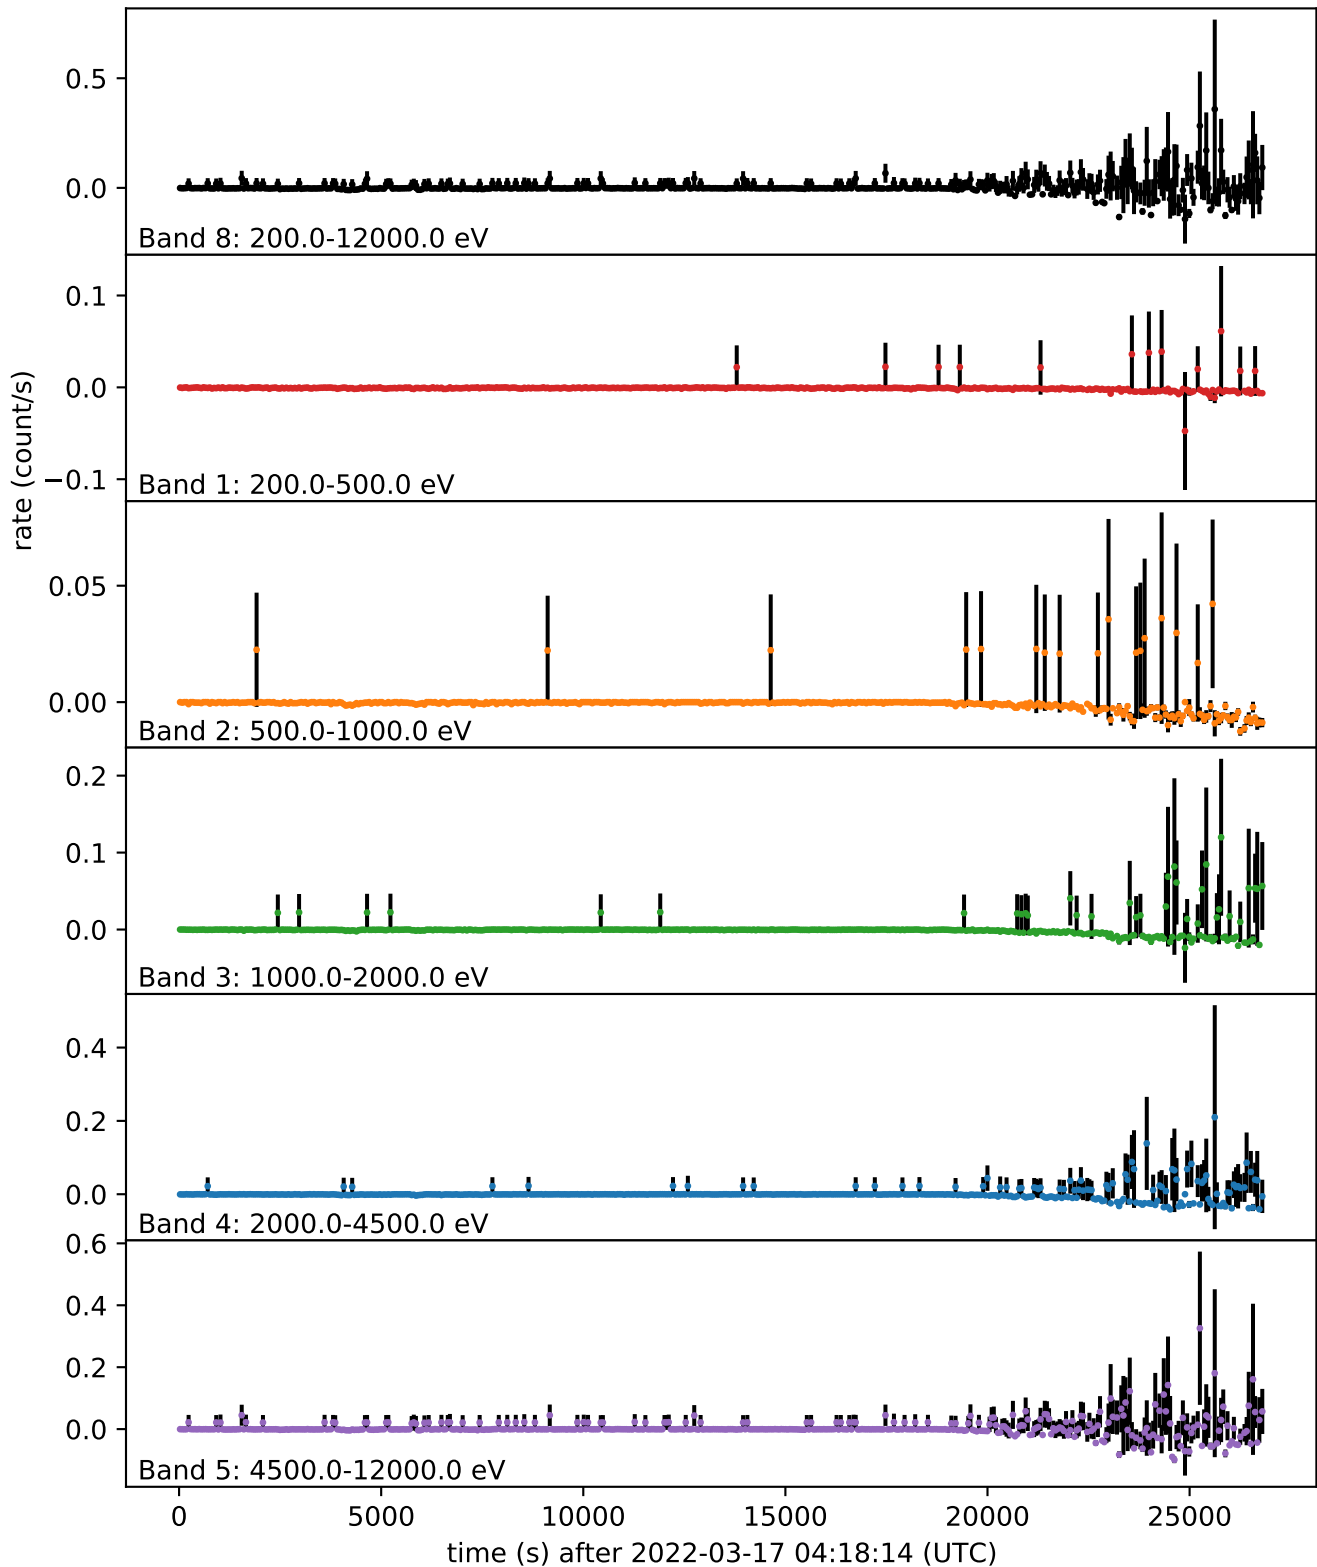 rate (count/s)
0.5
0.0
Band 8: 200.0-12000.0 eV
0.1
0.0
−0.1
Band 1: 200.0-500.0 eV
0.05
0.00
Band 2: 500.0-1000.0 eV
0.2
0.1
0.0
Band 3: 1000.0-2000.0 eV
0.4
0.2
0.0
Band 4: 2000.0-4500.0 eV
0.6
0.4
0.2
0.0
Band 5: 4500.0-12000.0 eV
0 5000 10000 15000 20000 25000
time (s) after 2022-03-17 04:18:14 (UTC)